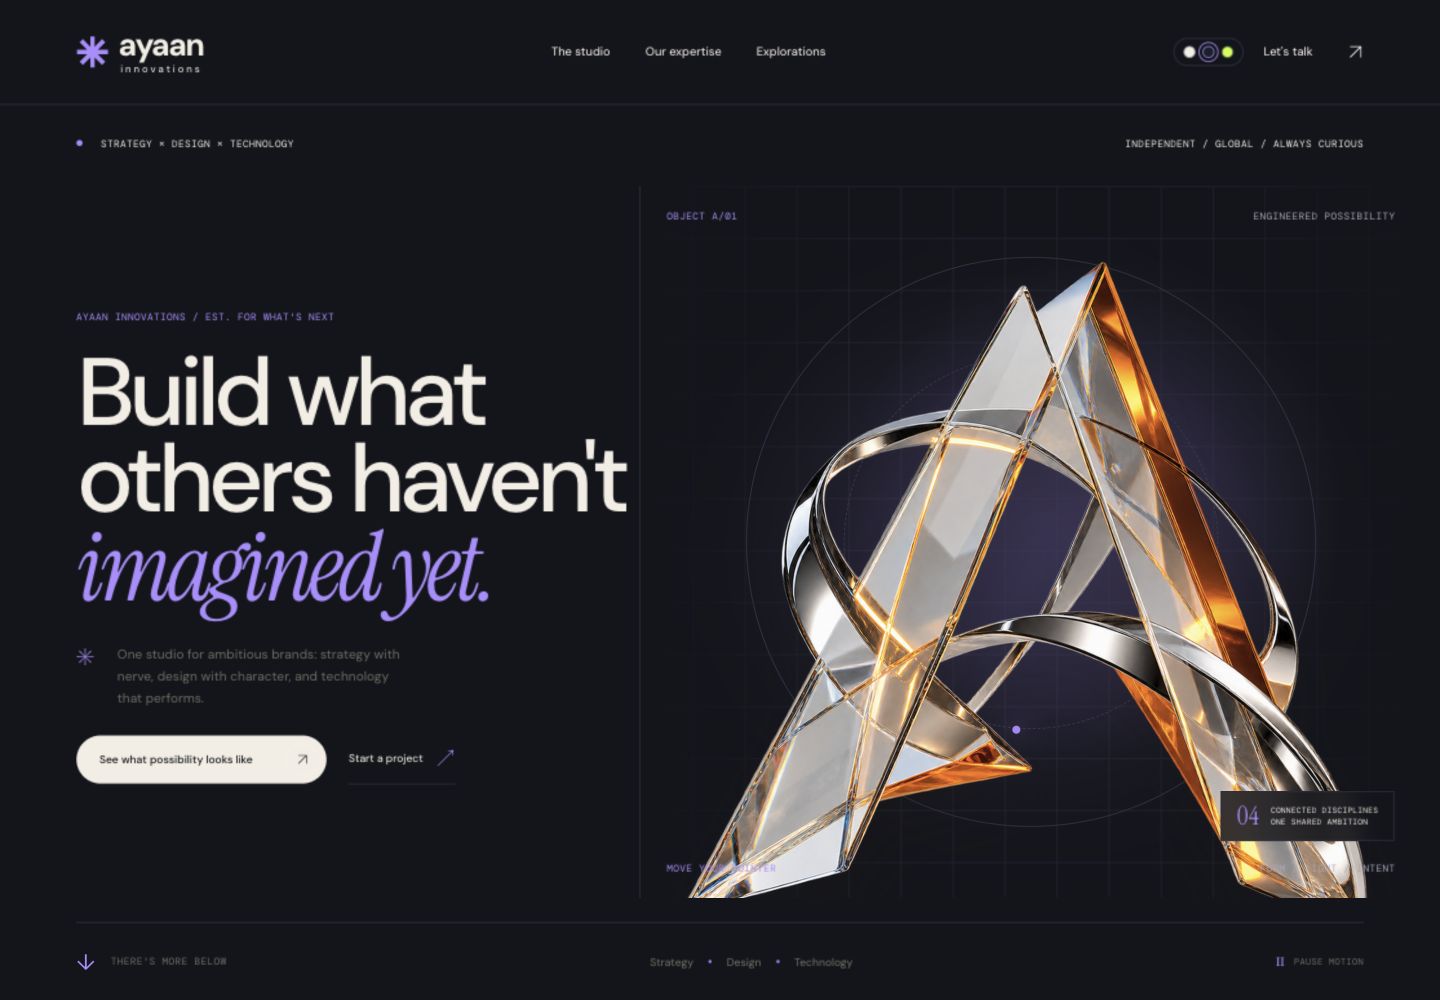 ayaan
innovations
The studio
Our expertise
Explorations
Let's talk
STRATEGY × DESIGN × TECHNOLOGY
INDEPENDENT / GLOBAL / ALWAYS CURIOUS
OBJECT A/01
ENGINEERED POSSIBILITY
AYAAN INNOVATIONS / EST. FOR WHAT'S NEXT
Build what
others haven't
imagined yet.
One studio for ambitious brands: strategy with
nerve, design with character, and technology
that performs.
See what possibility looks like
Start a project
04
CONNECTED DISCIPLINES
ONE SHARED AMBITION
MOVE YOUR POINTER
THERE'S MORE BELOW
Strategy • Design • Technology
PAUSE MOTION